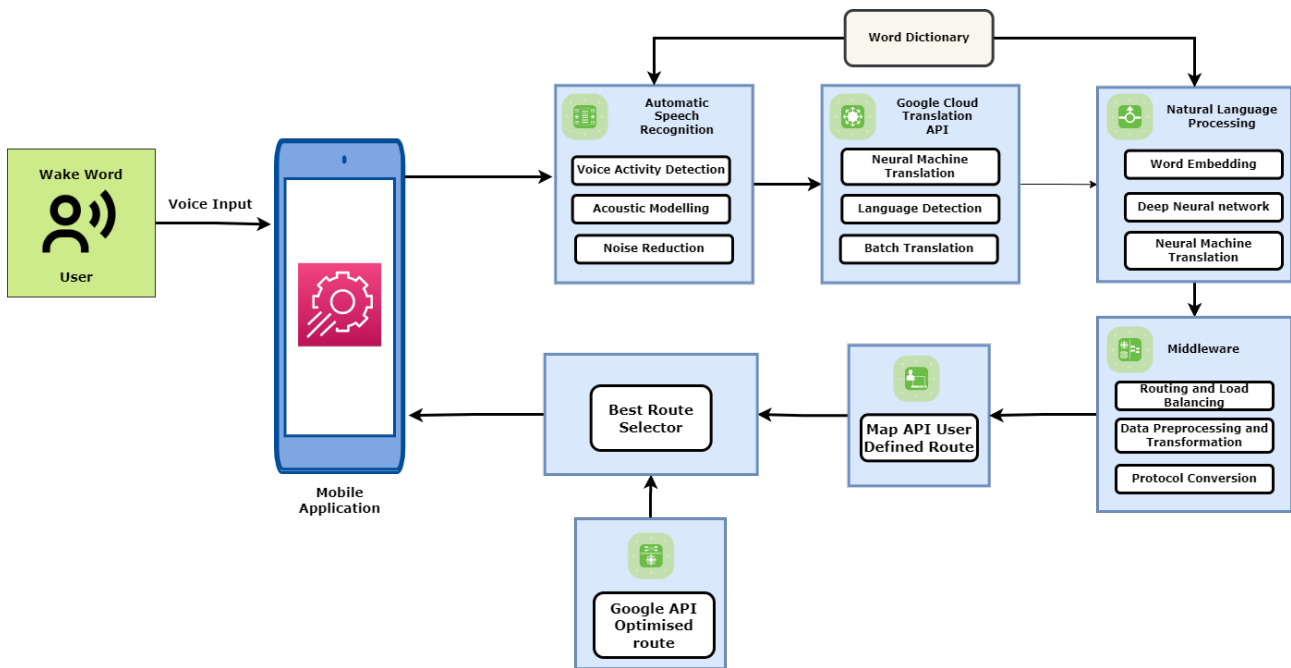 Word Dictionary
Wake Word
User
Voice Input
Mobile
Application
Automatic
Speech
Recognition
Voice Activity Detection
Acoustic Modelling
Noise Reduction
Google Cloud
Translation
API
Neural Machine
Translation
Language Detection
Batch Translation
Natural Language
Processing
Word Embedding
Deep Neural network
Neural Machine
Translation
Middleware
Routing and Load
Balancing
Data Preprocessing and
Transformation
Protocol Conversion
Map API User
Defined Route
Best Route
Selector
Google API
Optimised
route